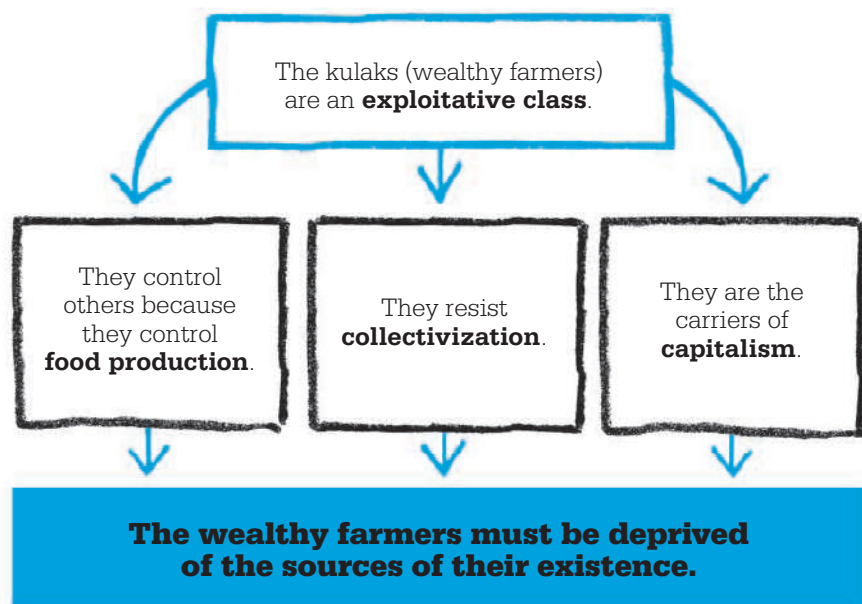 The kulaks (wealthy farmers)
are an exploitative class.
They control
others because
they control
food production.
They resist
collectivization.
They are the
carriers of
capitalism.
The wealthy farmers must be deprived
of the sources of their existence.